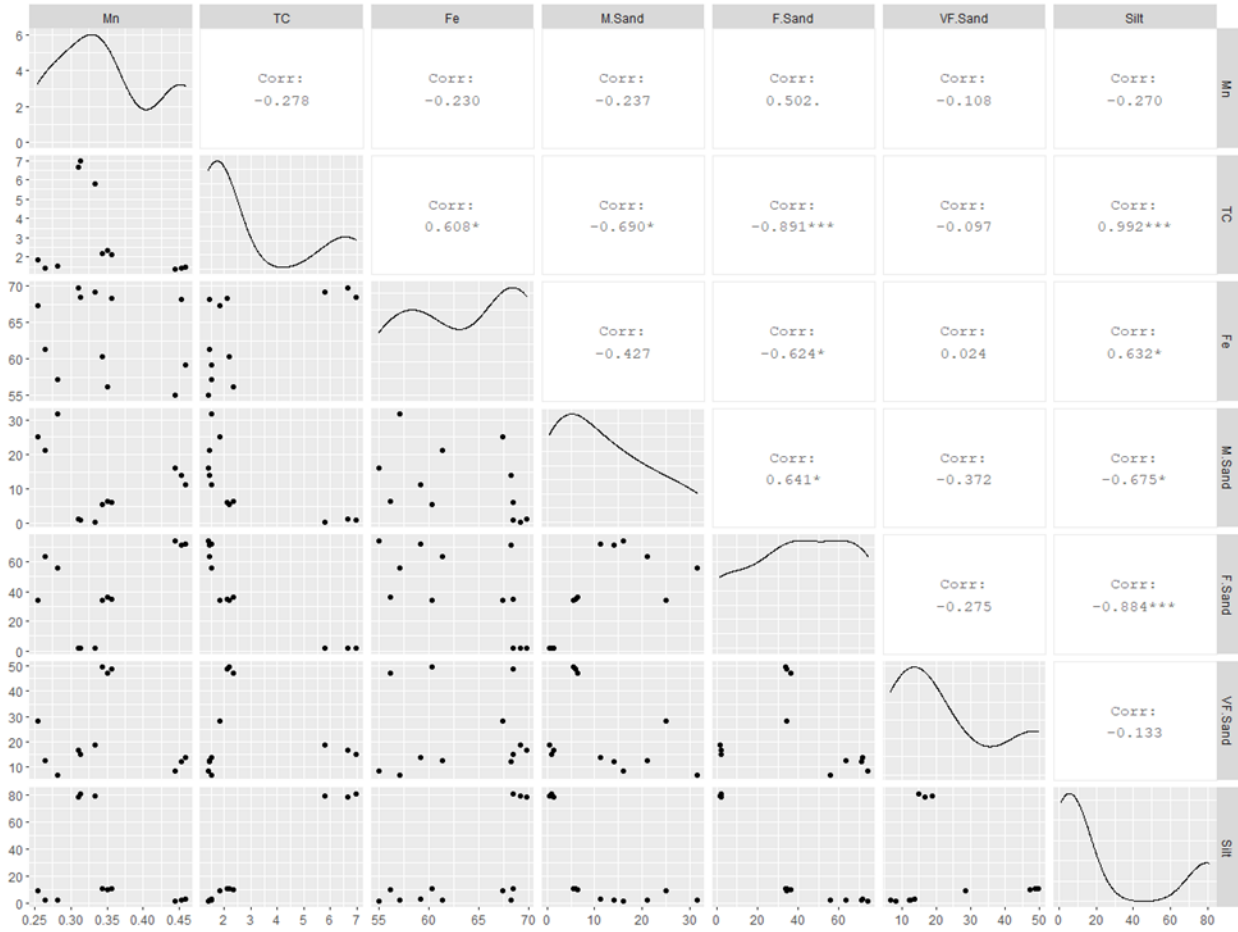 Mn TC Fe M.Sand F.Sand VF.Sand Silt
6
4
2
0
Corr:
-0.278
Corr:
-0.230
Corr:
-0.237
Corr:
0.502.
Corr:
-0.108
Corr:
-0.270
Mn
7
6
5
4
3
2
Corr:
0.608*
Corr:
-0.690*
Corr:
-0.891***
Corr:
-0.097
Corr:
0.992***
TC
70
65
60
55
Corr:
-0.427
Corr:
-0.624*
Corr:
0.024
Corr:
0.632*
Fe
30
20
10
0
Corr:
0.641*
Corr:
-0.372
Corr:
-0.675*
M.Sand
60
40
20
0
Corr:
-0.275
Corr:
-0.884***
F.Sand
50
40
30
20
10
Corr:
-0.133
VF.Sand
80
60
40
20
0
Silt
0.25 0.30 0.35 0.40 0.45 2 3 4 5 6 7 55 60 65 70 0 10 20 30 0 20 40 60 10 20 30 40 50 0 20 40 60 80